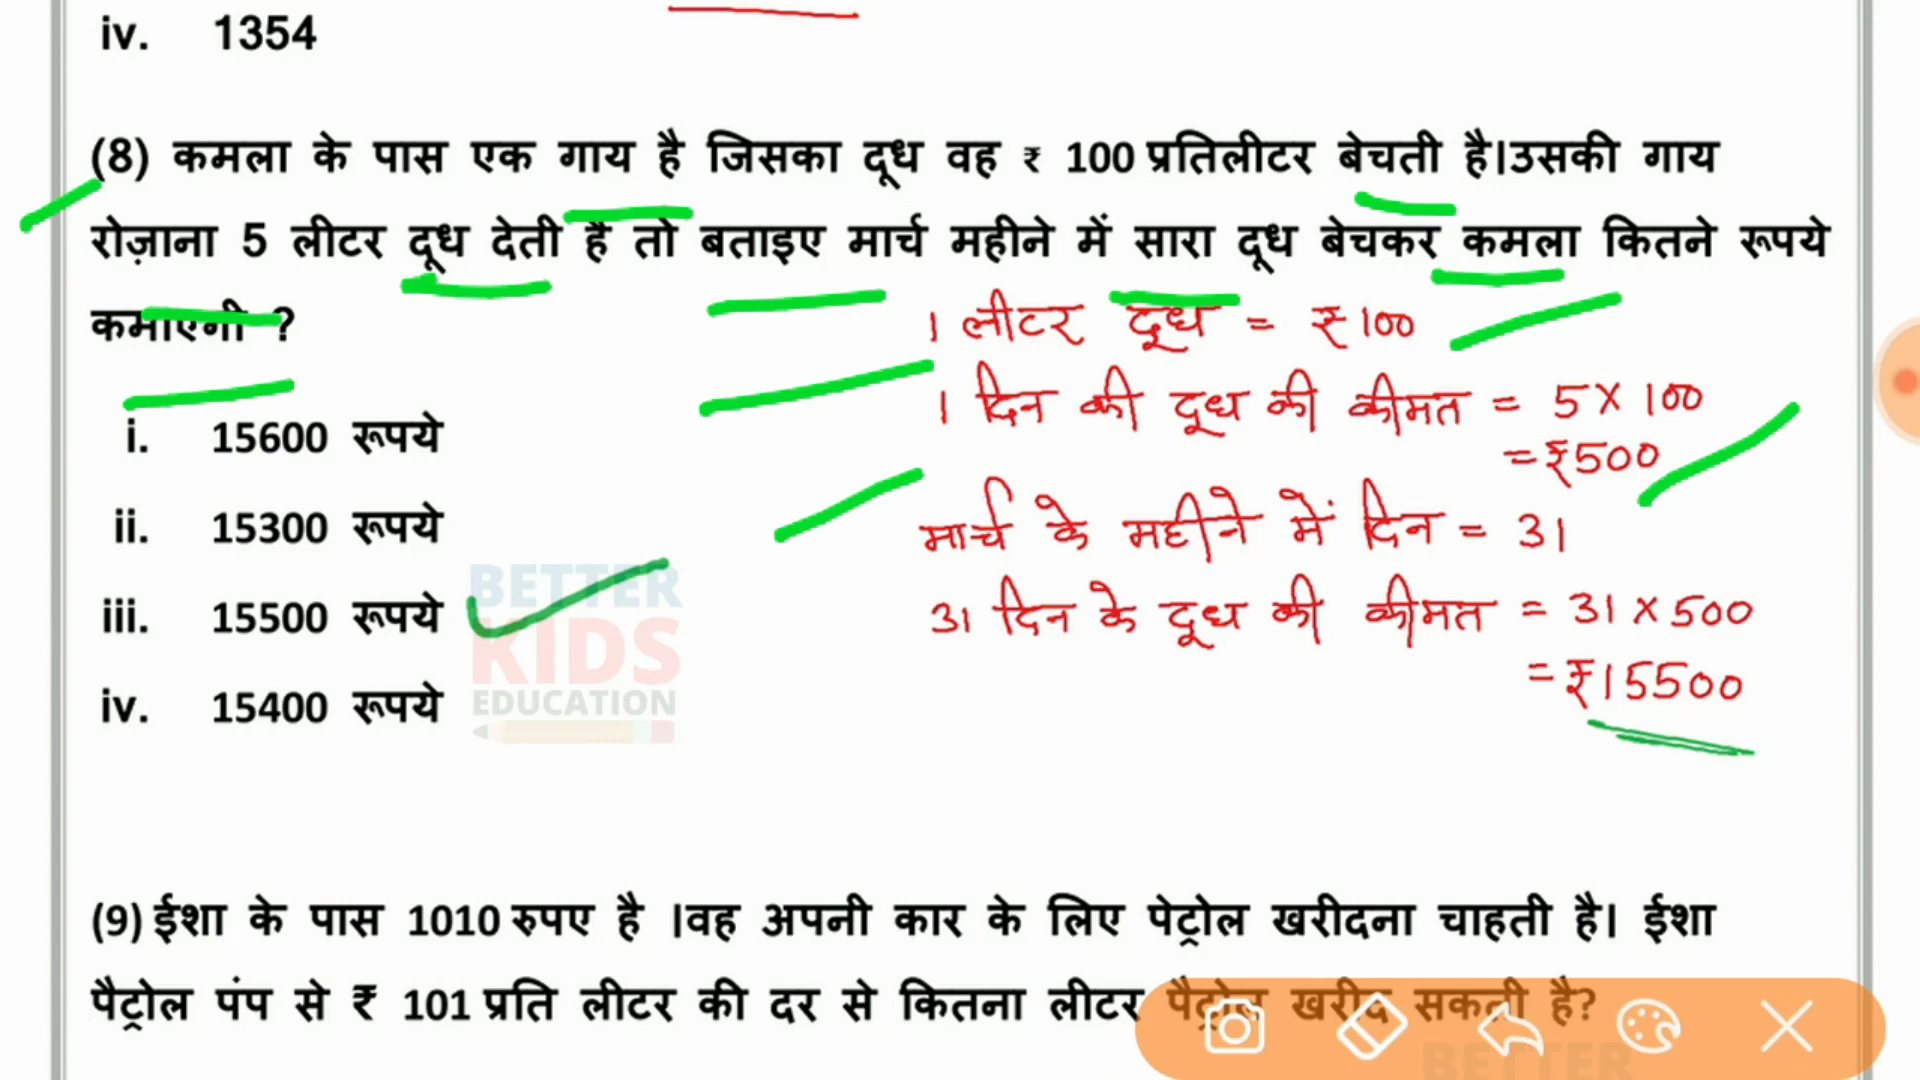 iv. 1354
(8) कमला के पास एक गाय है जिसका दूध वह ₹ 100 प्रतिलीटर बेचती है।उसकी गाय
रोज़ाना 5 लीटर दूध देती है तो बताइए मार्च महीने में सारा दूध बेचकर कमला कितने रूपये
कमाएगी ?
1 लीटर दूध = ₹100
1 दिन की दूध की कीमत = 5 X 100
= ₹500
मार्च के महीने में दिन = 31
31 दिन के दूध की कीमत = 31 X 500
= ₹15500
i. 15600 रूपये
ii. 15300 रूपये
iii. 15500 रूपये
iv. 15400 रूपये
BETTER
KIDS
EDUCATION
(9) ईशा के पास 1010 रुपए है ।वह अपनी कार के लिए पेट्रोल खरीदना चाहती है। ईशा
पैट्रोल पंप से ₹ 101 प्रति लीटर की दर से कितना लीटर पैट्रोल खरीद सकती है?
BETTER